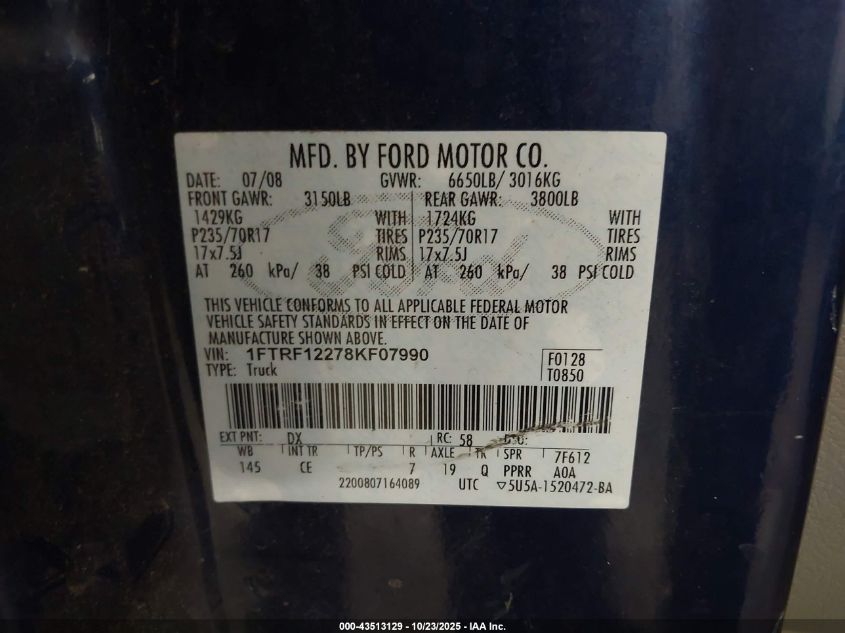 MFD. BY FORD MOTOR CO.
DATE: 07/08 GVWR: 6650LB/ 3016KG
FRONT GAWR: 3150LB REAR GAWR: 3800LB
1429KG WITH 1724KG WITH
P235/70R17 TIRES P235/70R17 TIRES
17x7.5J RIMS 17x7.5J RIMS
AT 260 kPa/ 38 PSI COLD AT 260 kPa/ 38 PSI COLD
Ford
THIS VEHICLE CONFORMS TO ALL APPLICABLE FEDERAL MOTOR
VEHICLE SAFETY STANDARDS IN EFFECT ON THE DATE OF
MANUFACTURE SHOWN ABOVE.
VIN: 1FTRF12278KF07990 F0128
TYPE: Truck T0850
EXT PNT: DX RC: 58 DSO:
WB INT TR TP/PS R AXLE TR SPR 7F612
145 CE 7 19 Q PPRR AOA
2200807164089 UTC ▽5U5A-1520472-BA
000-43513129 - 10/23/2025 - IAA Inc.